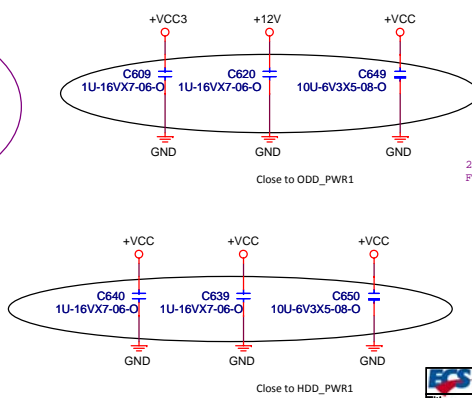 +VCC3 +12V +VCC
C609 C620 C649
1U-16VX7-06-O 1U-16VX7-06-O 10U-6V3X5-08-O
GND GND GND
Close to ODD_PWR1
2
F
+VCC +VCC +VCC
C640 C639 C650
1U-16VX7-06-O 1U-16VX7-06-O 10U-6V3X5-08-O
GND GND GND
Close to HDD_PWR1
ECS